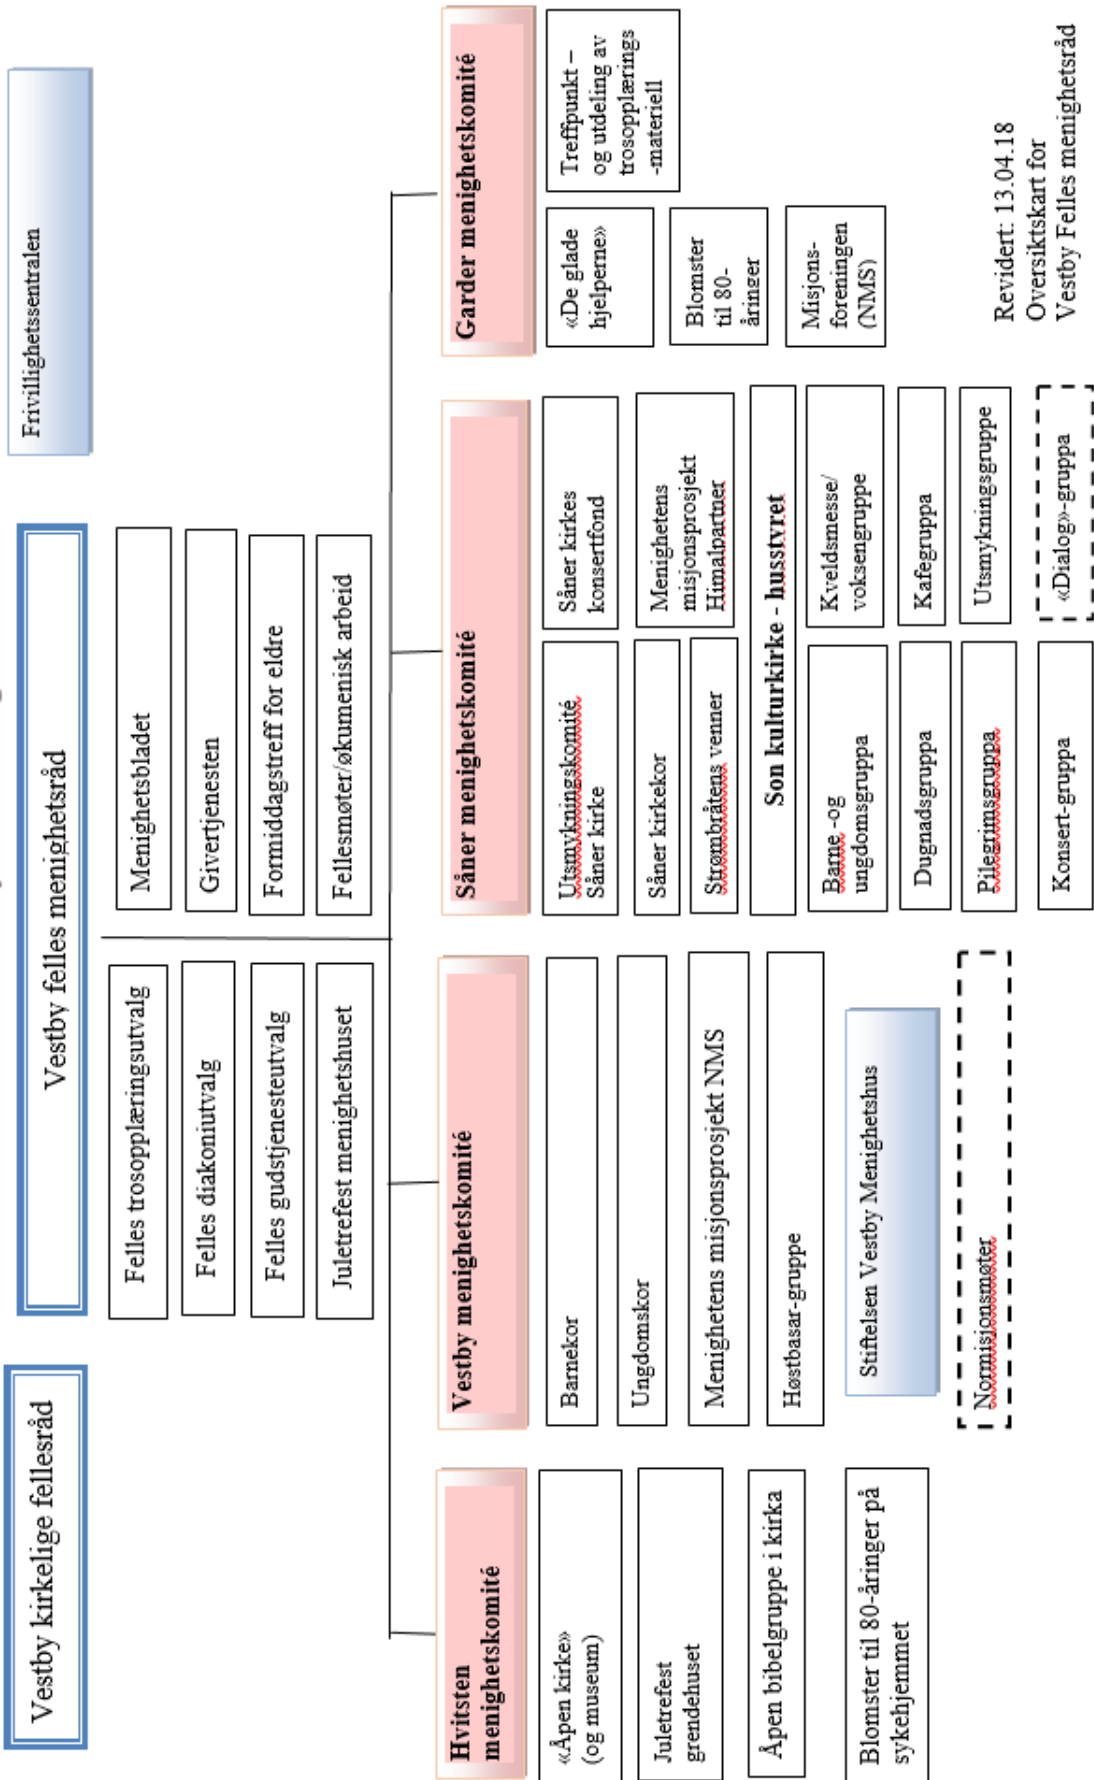 Vestby kirkelige fellesråd
Vestby felles menighetsråd
Frivillighetssentralen
Felles trosopplæringsutvalg
Menighetsbladet
Felles diakoniutvalg
Givertjenesten
Felles gudstjenesteutvalg
Formiddagstreff for eldre
Juletrefest menighetshuset
Fellesmøter/økumenisk arbeid
Hvitsten
menighetskomité
«Åpen kirke»
(og museum)
Juletrefest
grendehuset
Åpen bibelgruppe i kirka
Blomster til 80-åringer på
sykehjemmet
Vestby menighetskomité
Barnekor
Ungdomskor
Menighetens misjonsprosjekt NMS
Høstbasar-gruppe
Stiftelsen Vestby Menighetshus
Normisjonsmøter
Såner menighetskomité
Utsmykningskomité
Såner kirke
Såner kirkes
konsertfond
Såner kirkekor
Menighetens
misjonsprosjekt
Himalpartner
Strømbråtens venner
Son kulturkirke - husstyret
Barne -og
ungdomsgruppa
Kveldsmesse/
voksengruppe
Dugnadsgruppa
Kafegruppa
Pilegrimsgruppa
Utsmykningsgruppe
Konsert-gruppa
«Dialog»-gruppa
Garder menighetskomité
«De glade
hjelperne»
Treffpunkt –
og utdeling av
trosopplærings
-materiell
Blomster
til 80-
åringer
Misjons-
foreningen
(NMS)
Revidert: 13.04.18
Oversiktskart for
Vestby Felles menighetsråd